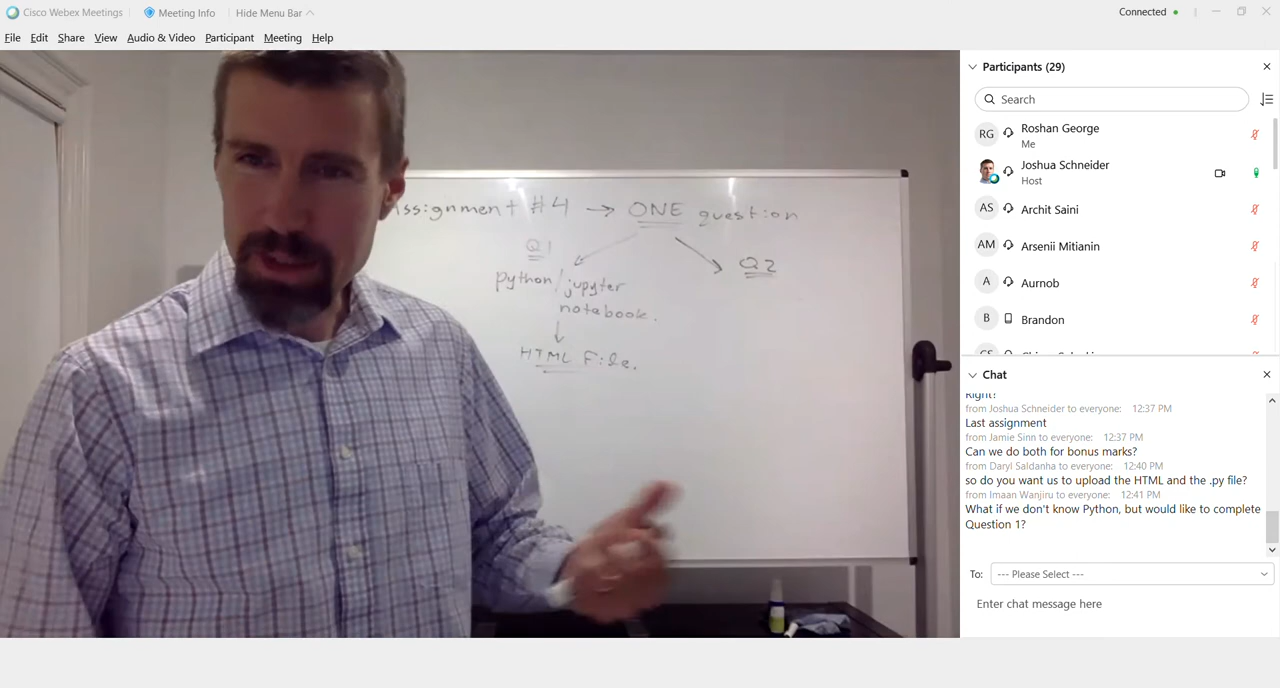 Cisco Webex Meetings
Meeting Info
Hide Menu Bar
Connected
File Edit Share View Audio & Video Participant Meeting Help
Assignment #4 → ONE question
Q1
Q2
python/jupyter
notebook.
HTML File.
Participants (29)
Search
RG
Roshan George
Me
Joshua Schneider
Host
AS
Archit Saini
AM
Arsenii Mitianin
A
Aurnob
B
Brandon
Chat
Right?
from Joshua Schneider to everyone: 12:37 PM
Last assignment
from Jamie Sinn to everyone: 12:37 PM
Can we do both for bonus marks?
from Daryl Saldanha to everyone: 12:40 PM
so do you want us to upload the HTML and the .py file?
from Imaan Wanjiru to everyone: 12:41 PM
What if we don't know Python, but would like to complete
Question 1?
To: --- Please Select ---
Enter chat message here